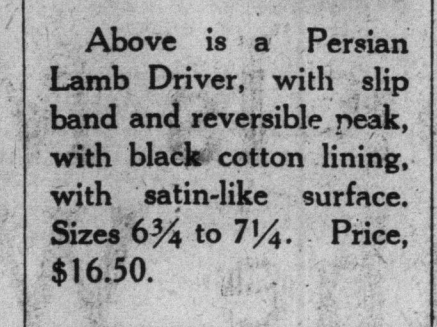 Above is a Persian
Lamb Driver, with slip
band and reversible peak,
with black cotton lining,
with satin-like surface.
Sizes 6¾ to 7¼. Price,
$16.50.